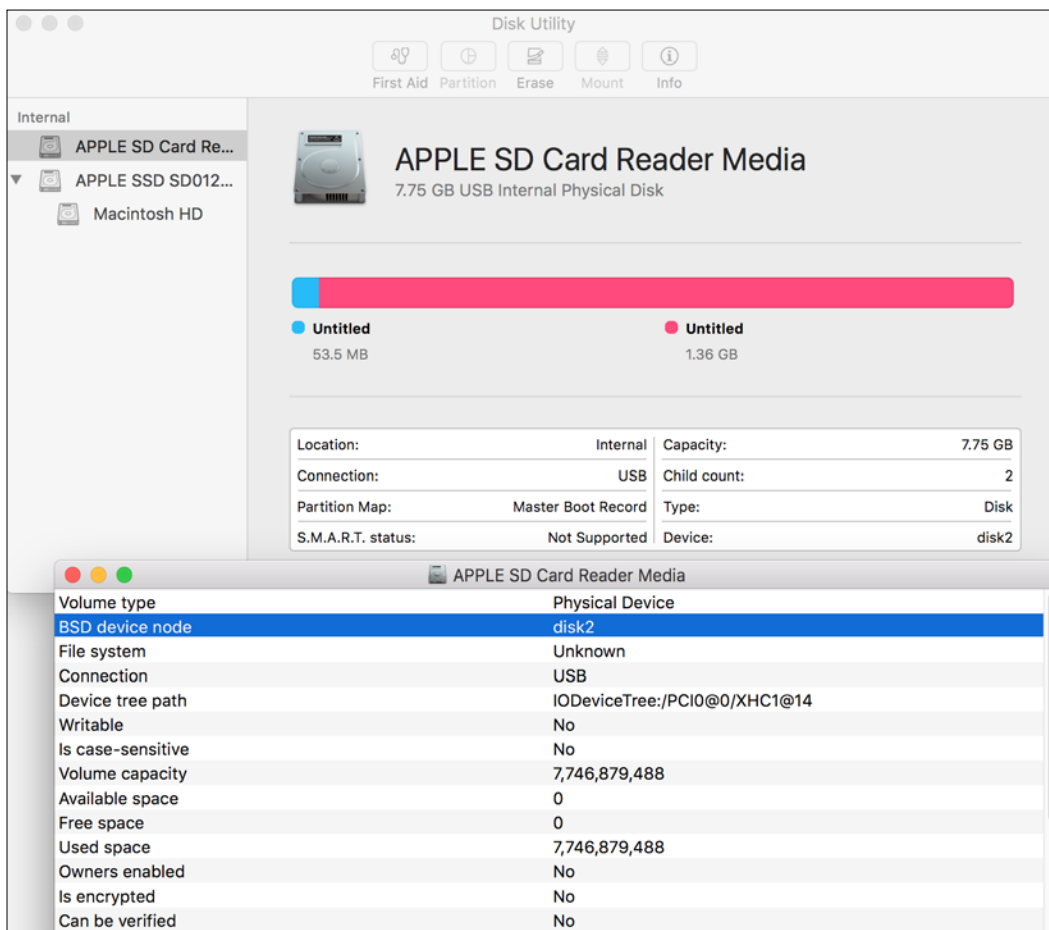 Disk Utility
First Aid Partition Erase Mount Info
Internal
APPLE SD Card Re...
APPLE SSD SD012...
Macintosh HD
APPLE SD Card Reader Media
7.75 GB USB Internal Physical Disk
Untitled Untitled
53.5 MB 1.36 GB
Location: Internal Capacity: 7.75 GB
Connection: USB Child count: 2
Partition Map: Master Boot Record Type: Disk
S.M.A.R.T. status: Not Supported Device: disk2
APPLE SD Card Reader Media
Volume type Physical Device
BSD device node disk2
File system Unknown
Connection USB
Device tree path IODeviceTree:/PCI0@0/XHC1@14
Writable No
Is case-sensitive No
Volume capacity 7,746,879,488
Available space 0
Free space 0
Used space 7,746,879,488
Owners enabled No
Is encrypted No
Can be verified No